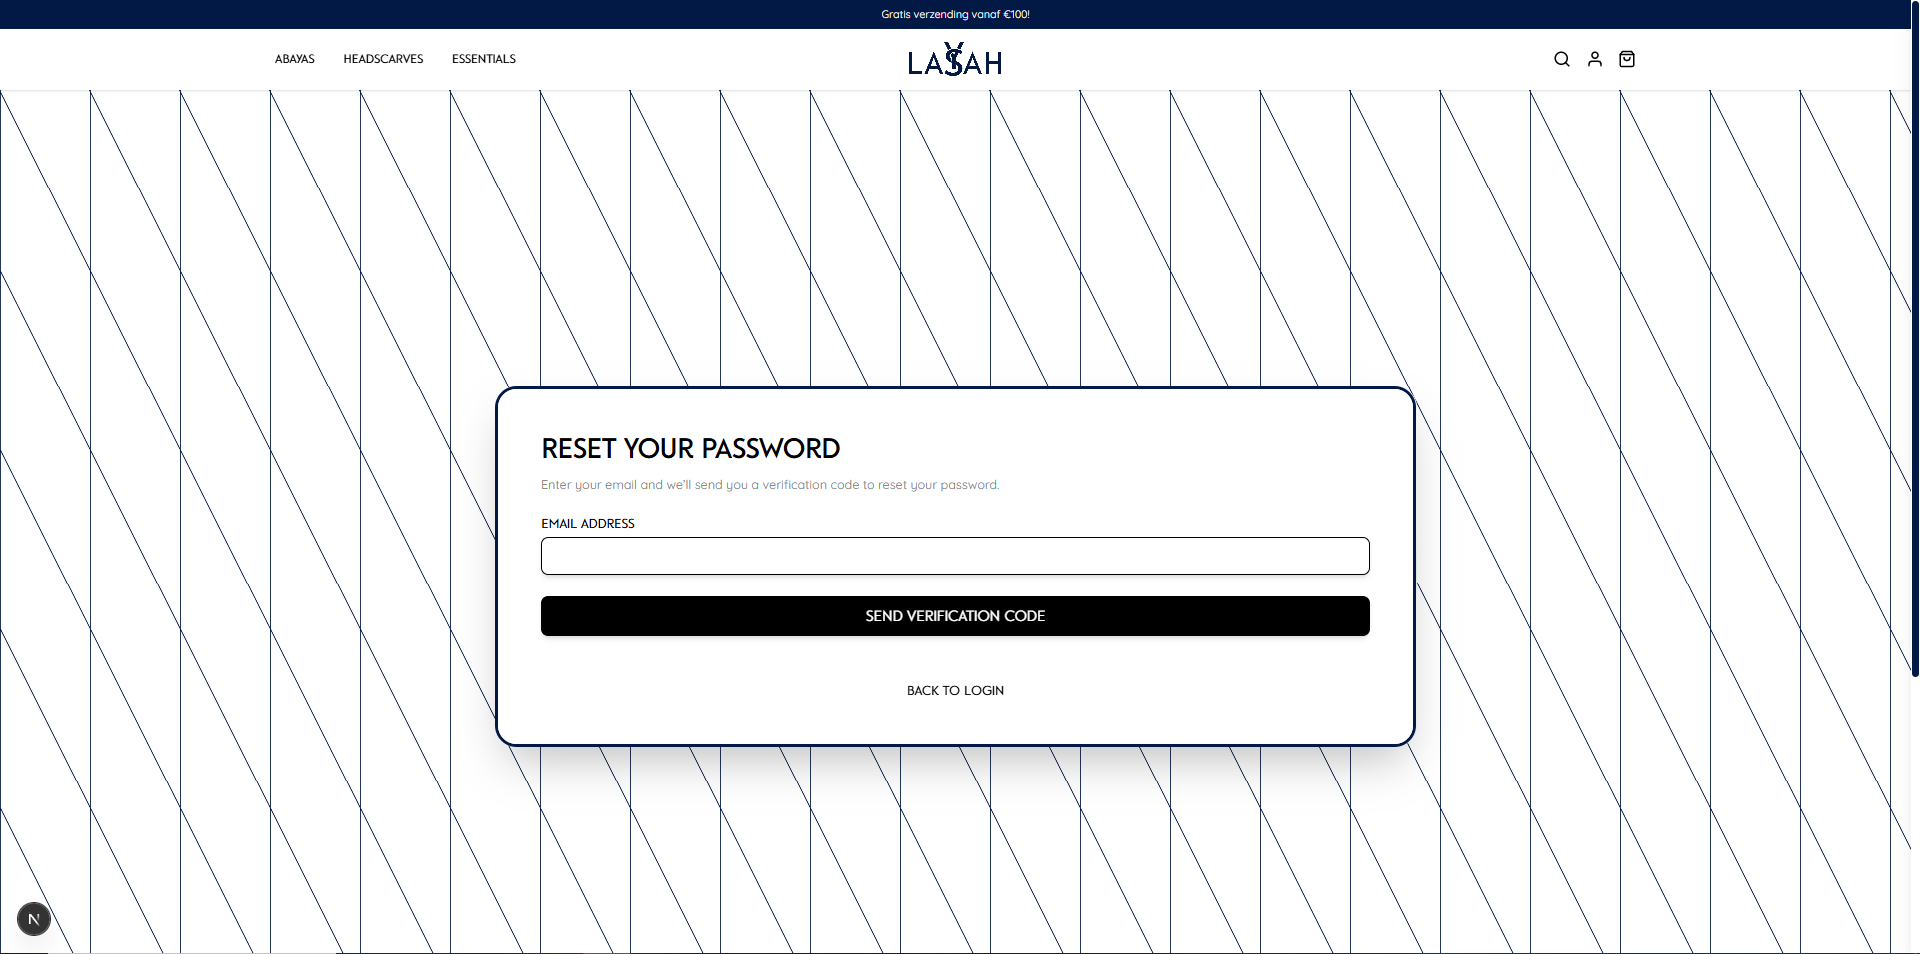 Gratis verzending vanaf €100!
ABAYAS HEADSCARVES ESSENTIALS
LAYSAH
RESET YOUR PASSWORD
Enter your email and we'll send you a verification code to reset your password.
EMAIL ADDRESS
SEND VERIFICATION CODE
BACK TO LOGIN
N